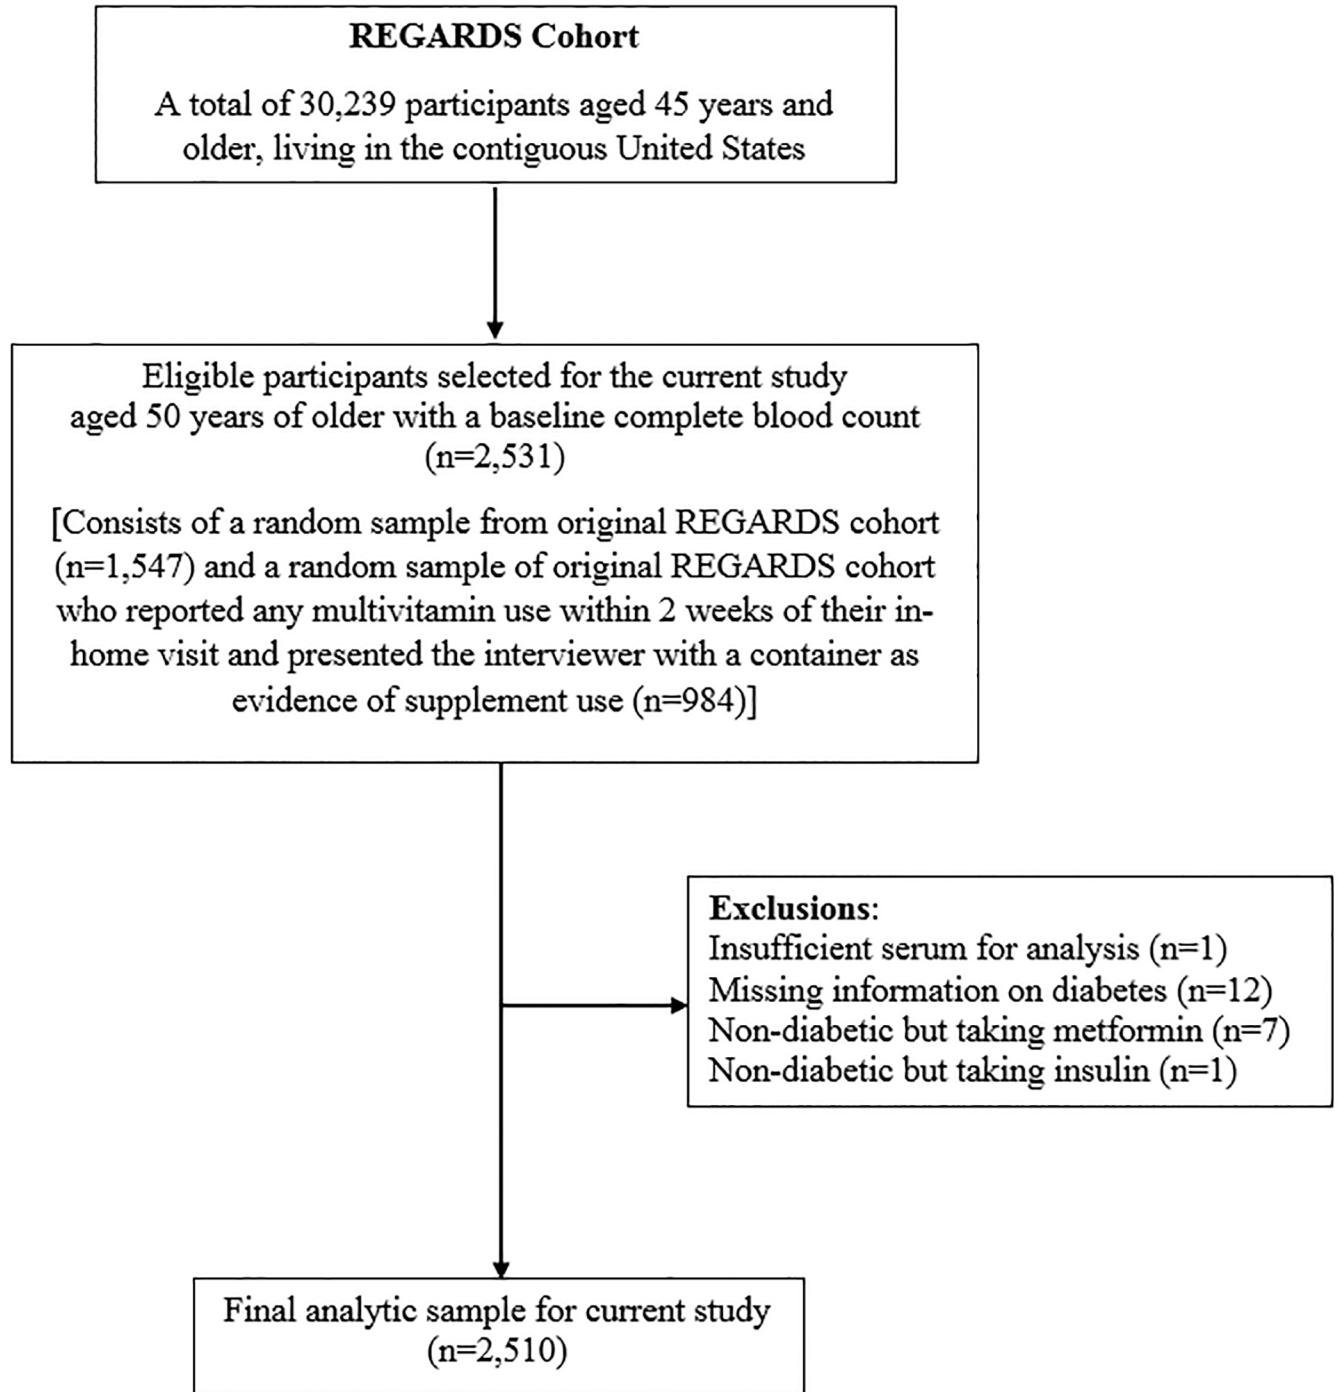 REGARDS Cohort
A total of 30,239 participants aged 45 years and
older, living in the contiguous United States
Eligible participants selected for the current study
aged 50 years of older with a baseline complete blood count
(n=2,531)
[Consists of a random sample from original REGARDS cohort
(n=1,547) and a random sample of original REGARDS cohort
who reported any multivitamin use within 2 weeks of their in-
home visit and presented the interviewer with a container as
evidence of supplement use (n=984)]
Exclusions:
Insufficient serum for analysis (n=1)
Missing information on diabetes (n=12)
Non-diabetic but taking metformin (n=7)
Non-diabetic but taking insulin (n=1)
Final analytic sample for current study
(n=2,510)